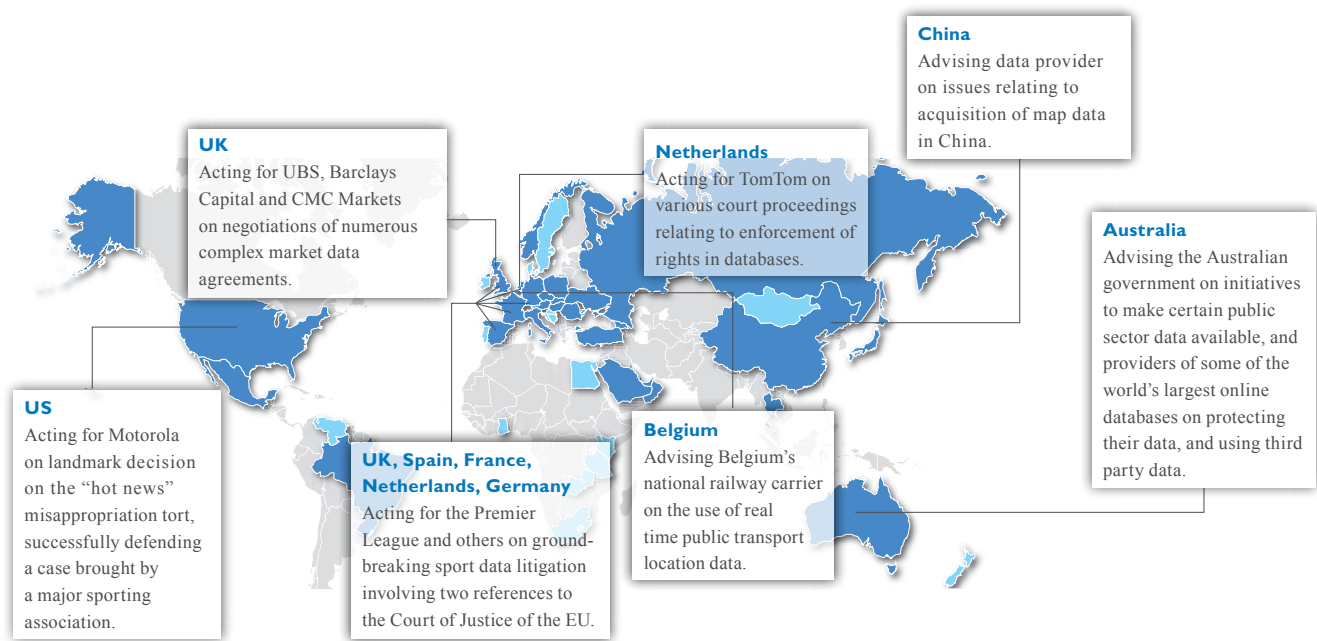 China
Advising data provider
on issues relating to
acquisition of map data
in China.
UK
Acting for UBS, Barclays
Capital and CMC Markets
on negotiations of numerous
complex market data
agreements.
Netherlands
Acting for TomTom on
various court proceedings
relating to enforcement of
rights in databases.
Australia
Advising the Australian
government on initiatives
to make certain public
sector data available, and
providers of some of the
world’s largest online
databases on protecting
their data, and using third
party data.
US
Acting for Motorola
on landmark decision
on the “hot news”
misappropriation tort,
successfully defending
a case brought by
a major sporting
association.
UK, Spain, France,
Netherlands, Germany
Acting for the Premier
League and others on ground-
breaking sport data litigation
involving two references to
the Court of Justice of the EU.
Belgium
Advising Belgium’s
national railway carrier
on the use of real
time public transport
location data.